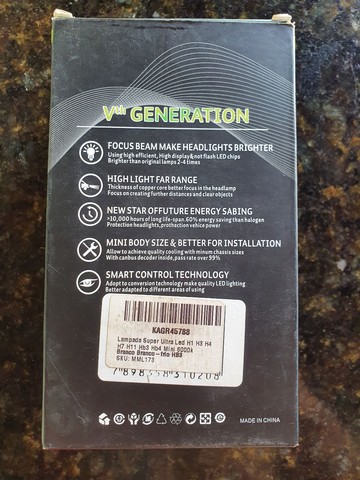 Vth GENERATION
FOCUS BEAM MAKE HEADLIGHTS BRIGHTER
Using high efficient, High display&not flash LED chips
Brighter than original lamps 2-4 times
HIGH LIGHT FAR RANGE
Thickness of copper core better focus in the headlamp
Focus on creating further distances and clear objects
NEW STAR OFFUTURE ENERGY SABING
>10,000 hours of long life-span. 60% energy saving than halogen
Protection headlights, prothaction vehice power
MINI BODY SIZE & BETTER FOR INSTALLATION
Allow to achieve quality cooling with minum chassis sizes
With canbus decoder inside, pass rate over 99%
SMART CONTROL TECHNOLOGY
Adopt to conversion technology make quality LED lighting
Better adapted to different areas of using
KAGR45788
Lampada Super Ultra Led H1 H3 H4
H7 H11 Hb3 Hb4 Mini 6000k
Branco Branco - frio HB3
SKU: MML173
MADE IN CHINA